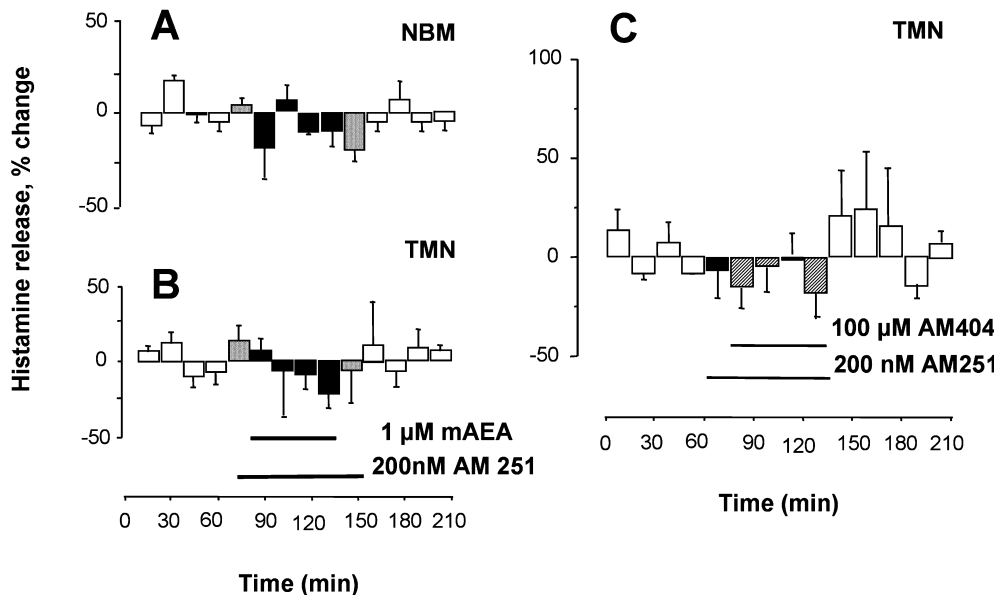 Histamine release, % change
A
NBM
50
0
-50
B
TMN
50
0
-50
1 µM mAEA
200nM AM 251
0 30 60 90 120 150 180 210
Time (min)
C
TMN
100
50
0
-50
100 µM AM404
200 nM AM251
0 30 60 90 120 150 180 210
Time (min)